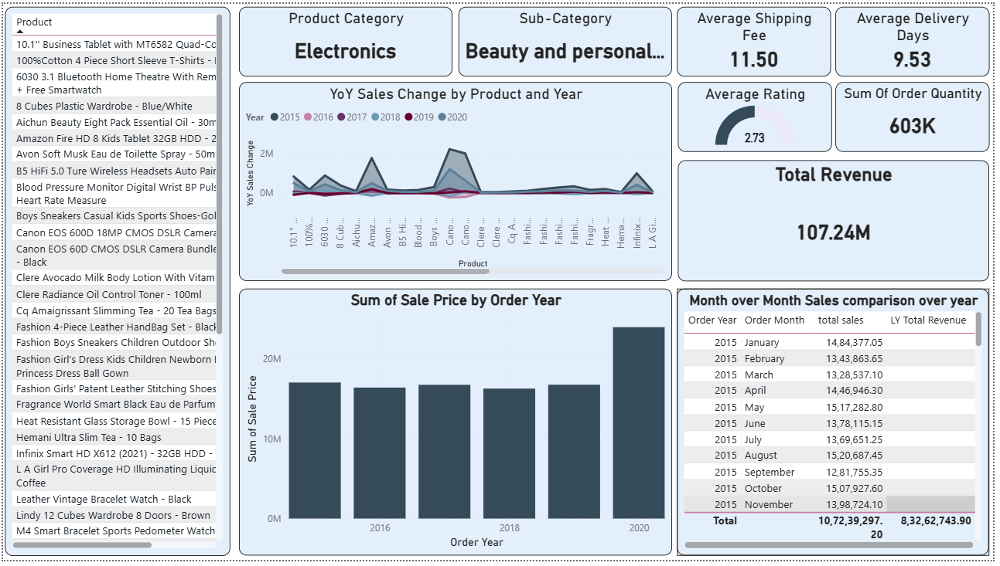 Product
10.1" Business Tablet with MT6582 Quad-Co
100%Cotton 4 Piece Short Sleeve T-Shirts -
6030 3.1 Bluetooth Home Theatre With Rem
+ Free Smartwatch
8 Cubes Plastic Wardrobe - Blue/White
Aichun Beauty Eight Pack Essential Oil - 30m
Amazon Fire HD 8 Kids Tablet 32GB HDD - 2
Avon Soft Musk Eau de Toilette Spray - 50m
B5 HiFi 5.0 Ture Wireless Headsets Auto Pair
Blood Pressure Monitor Digital Wrist BP Puls
Heart Rate Measure
Boys Sneakers Casual Kids Sports Shoes-Gol
Canon EOS 600D 18MP CMOS DSLR Camera
Canon EOS 60D CMOS DSLR Camera Bundle
- Black
Clere Avocado Milk Body Lotion With Vitam
Clere Radiance Oil Control Toner - 100ml
Cq Amaigrissant Slimming Tea - 20 Tea Bags
Fashion 4-Piece Leather HandBag Set - Black
Fashion Boys Sneakers Children Outdoor Sh
Fashion Girl's Dress Kids Children Newborn
Princess Dress Ball Gown
Fashion Girls' Patent Leather Stitching Shoes
Fragrance World Smart Black Eau de Parfum
Heat Resistant Glass Storage Bowl - 15 Piece
Hemani Ultra Slim Tea - 10 Bags
Infinix Smart HD X612 (2021) - 32GB HDD -
L A Girl Pro Coverage HD Illuminating Liquid
Coffee
Leather Vintage Bracelet Watch - Black
Lindy 12 Cubes Wardrobe 8 Doors - Brown
M4 Smart Bracelet Sports Pedometer Watch
Product Category
Electronics
Sub-Category
Beauty and personal...
Average Shipping
Fee
11.50
Average Delivery
Days
9.53
YoY Sales Change by Product and Year
Year 2015 2016 2017 2018 2019 2020
YoY Sales Change
2M
0M
10.1" ...
100%...
6030 ...
8 Cub...
Aichu...
Amaz...
Avon ...
B5 Hi...
Blood...
Boys ...
Cano...
Cano...
Clere ...
Clere ...
Cq A...
Fashi...
Fashi...
Fashi...
Fashi...
Fragr...
Heat ...
Hema...
Infinix...
L A Gi...
Product
Average Rating
2.73
Sum Of Order Quantity
603K
Total Revenue
107.24M
Sum of Sale Price by Order Year
Sum of Sale Price
20M
10M
0M
2016 2018 2020
Order Year
Month over Month Sales comparison over year
Order Year Order Month total sales LY Total Revenue
2015 January 14,84,377.05
2015 February 13,43,863.65
2015 March 13,28,537.10
2015 April 14,46,946.30
2015 May 15,17,282.80
2015 June 13,78,115.15
2015 July 13,69,651.25
2015 August 15,20,687.45
2015 September 12,81,755.35
2015 October 15,07,927.60
2015 November 13,98,724.10
Total 10,72,39,297. 8,32,62,743.90
20